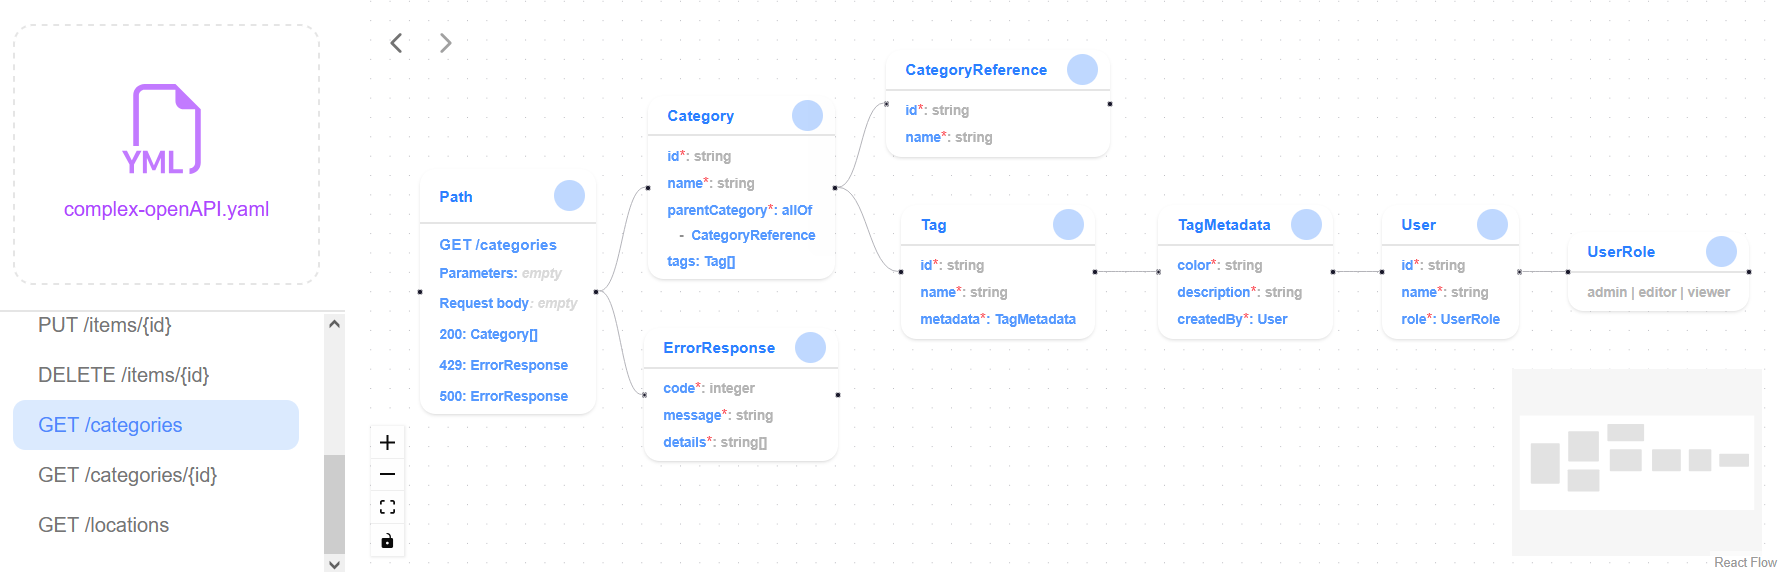 YML
complex-openAPI.yaml
PUT /items/{id}
DELETE /items/{id}
GET /categories
GET /categories/{id}
GET /locations
Path
GET /categories
Parameters: empty
Request body: empty
200: Category[]
429: ErrorResponse
500: ErrorResponse
Category
id*: string
name*: string
parentCategory*: allOf
- CategoryReference
tags: Tag[]
ErrorResponse
code*: integer
message*: string
details*: string[]
CategoryReference
id*: string
name*: string
Tag
id*: string
name*: string
metadata*: TagMetadata
TagMetadata
color*: string
description*: string
createdBy*: User
User
id*: string
name*: string
role*: UserRole
UserRole
admin | editor | viewer
React Flow